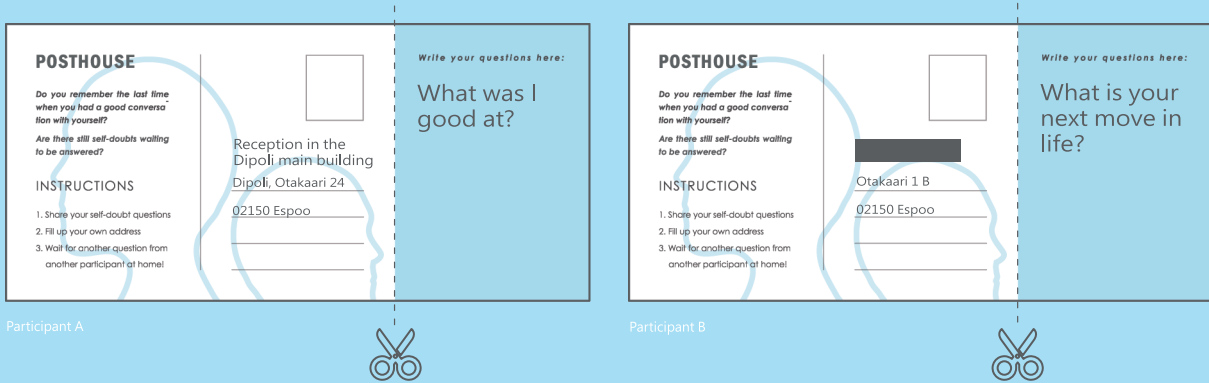 POSTHOUSE
Do you remember the last time
when you had a good conversa-
tion with yourself?
Are there still self-doubts waiting
to be answered?
INSTRUCTIONS
1. Share your self-doubt questions
2. Fill up your own address
3. Wait for another question from
another participant at home!
Reception in the
Dipoli main building
Dipoli, Otakaari 24
02150 Espoo
Write your questions here:
What was I
good at?
Participant A
POSTHOUSE
Do you remember the last time
when you had a good conversa-
tion with yourself?
Are there still self-doubts waiting
to be answered?
INSTRUCTIONS
1. Share your self-doubt questions
2. Fill up your own address
3. Wait for another question from
another participant at home!
Otakaari 1 B
02150 Espoo
Write your questions here:
What is your
next move in
life?
Participant B